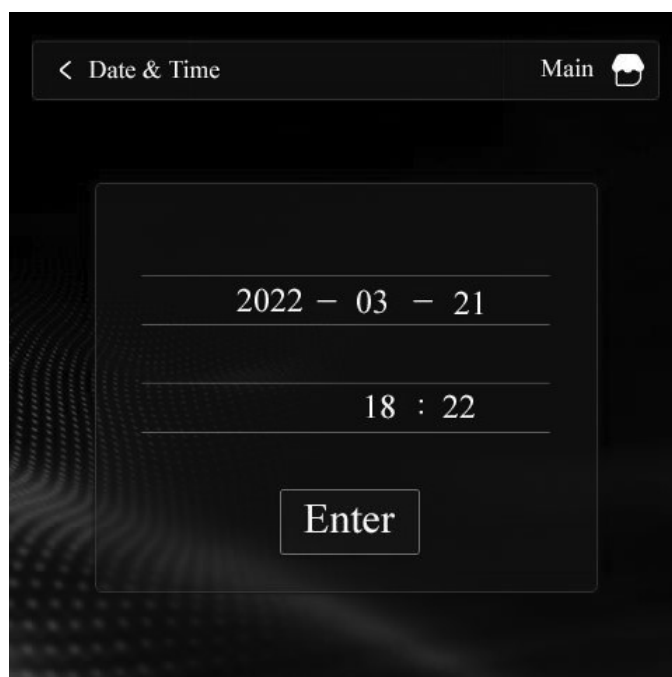 < Date & Time Main
2022 – 03 – 21
18 : 22
Enter